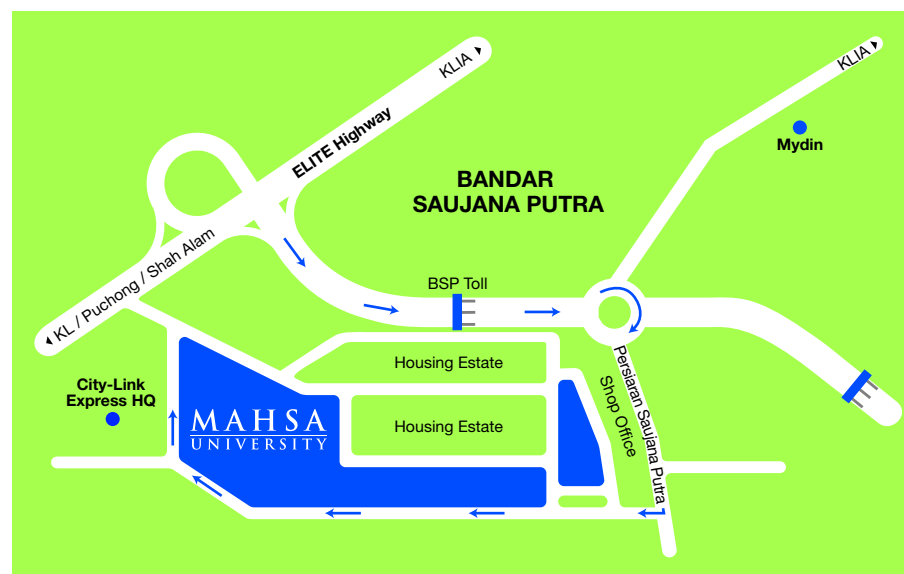 KLIA
KLIA
ELITE Highway
Mydin
BANDAR
SAUJANA PUTRA
KL / Puchong / Shah Alam
BSP Toll
Housing Estate
City-Link
Express HQ
MAHSA
UNIVERSITY
Housing Estate
Shop Office
Persiaran Saujana Putra